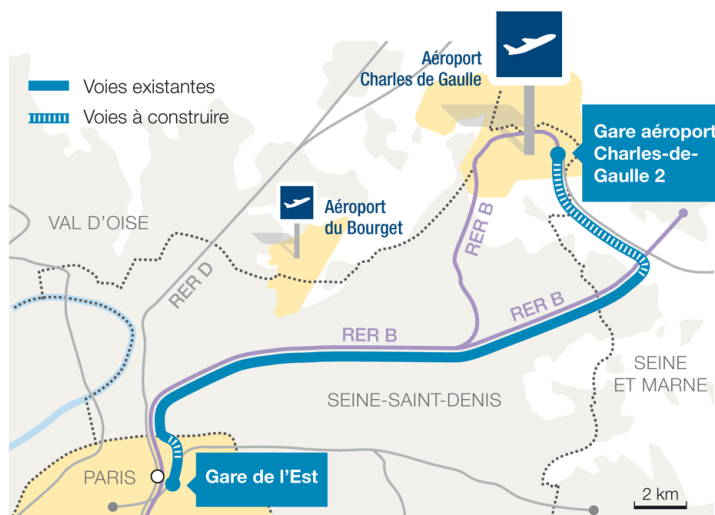 Aéroport
Charles de Gaulle
Voies existantes
Voies à construire
Gare aéroport
Charles-de-
Gaulle 2
Aéroport
du Bourget
VAL D'OISE
RER B
RER D
RER B
RER B
SEINE
ET MARNE
SEINE-SAINT-DENIS
PARIS
Gare de l'Est
2 km